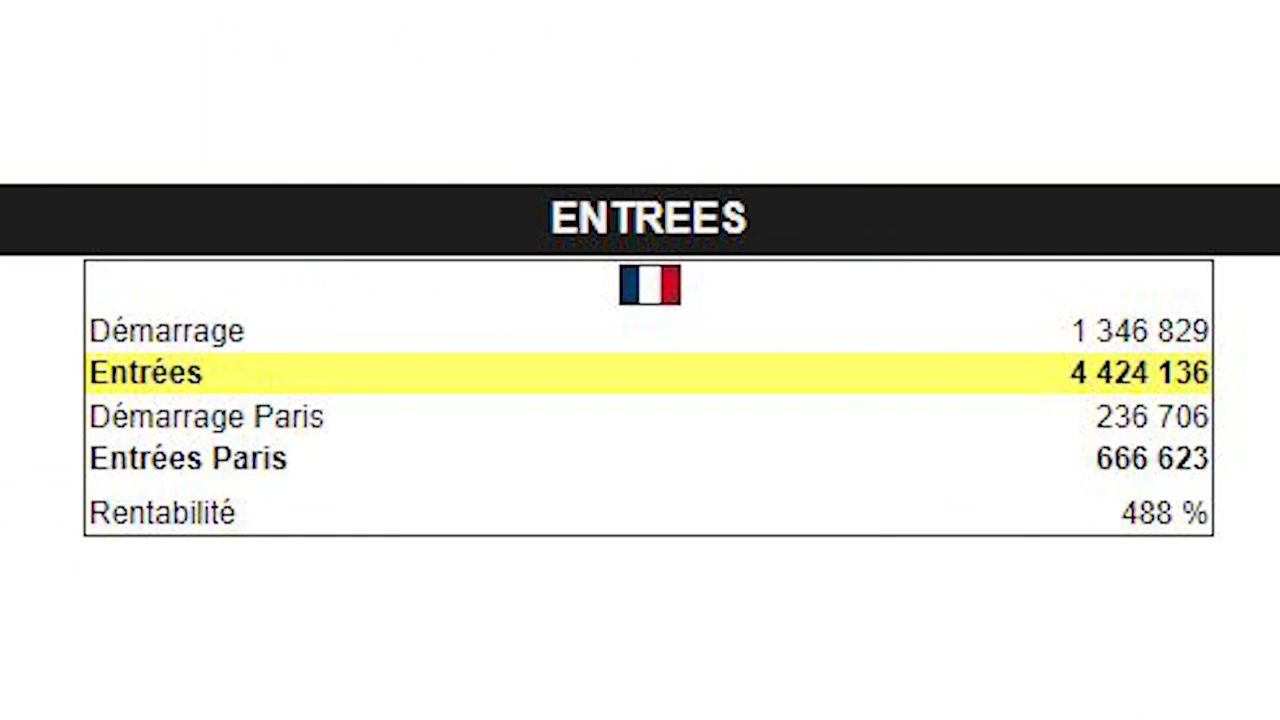 ENTREES
Démarrage 1 346 829
Entrées 4 424 136
Démarrage Paris 236 706
Entrées Paris 666 623
Rentabilité 488 %